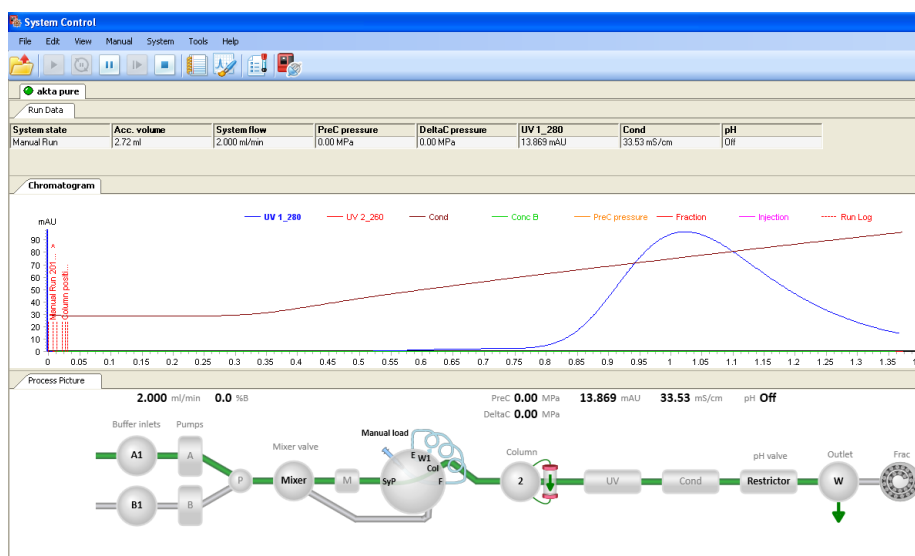 System Control
File Edit View Manual System Tools Help
akta pure
Run Data
System state Acc. volume System flow PreC pressure DeltaC pressure UV 1_280 Cond pH
Manual Run 2.72 ml 2.000 ml/min 0.00 MPa 0.00 MPa 13.869 mAU 33.53 mS/cm Off
Chromatogram
mAU
UV 1_280 UV 2_260 Cond Conc B PreC pressure Fraction Injection Run Log
90
80
70
60
50
40
30
20
10
0
Manual Run 201... >
Column positi...
0 0.05 0.1 0.15 0.2 0.25 0.3 0.35 0.4 0.45 0.5 0.55 0.6 0.65 0.7 0.75 0.8 0.85 0.9 0.95 1 1.05 1.1 1.15 1.2 1.25 1.3 1.35
Process Picture
2.000 ml/min 0.0 %B PreC 0.00 MPa 13.869 mAU 33.53 mS/cm pH Off
DeltaC 0.00 MPa
Buffer inlets Pumps Mixer valve Manual load Column pH valve Outlet Frac
A1 A
E W1
Col
P Mixer M SyP F 2 UV Cond Restrictor W
B1 B